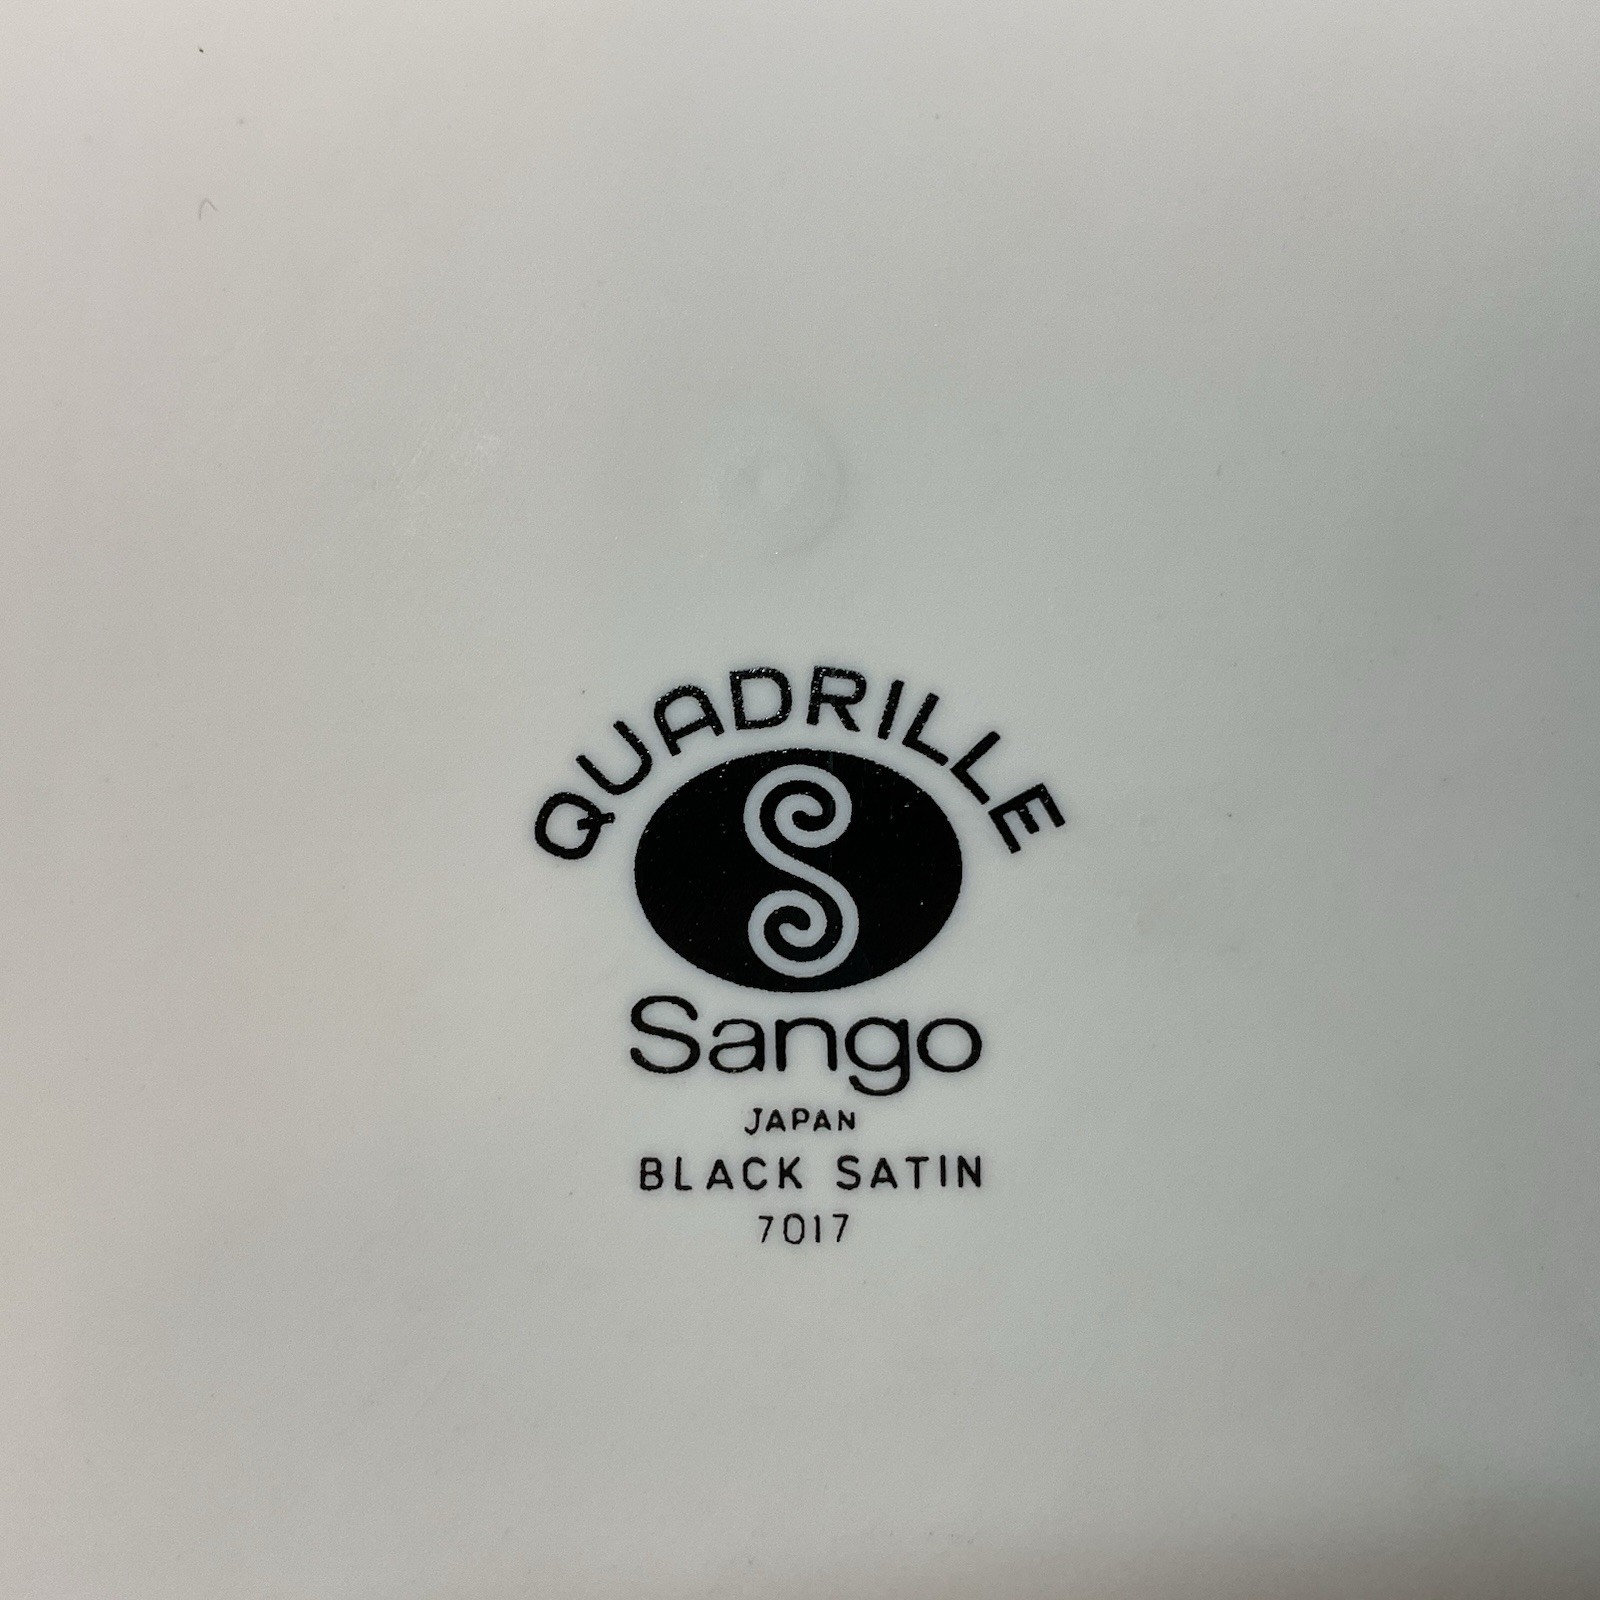 QUADRILLE
S
Sango
JAPAN
BLACK SATIN
7017